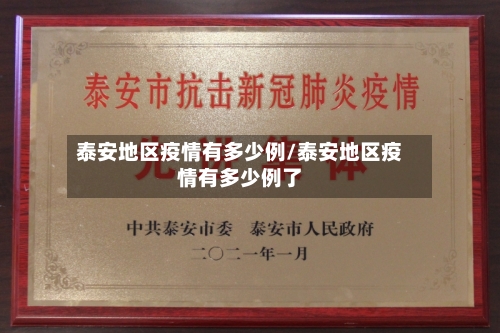 泰安市抗击新冠肺炎疫情
泰安地区疫情有多少例/泰安地区疫
情有多少例了
中共泰安市委 泰安市人民政府
二〇二一年一月